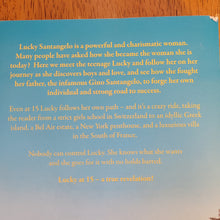 Lucky Santangelo is a powerful and charismatic woman.
Many people have asked how she became the woman she is
today? Here we meet the teenage Lucky and follow her on her
journey as she discovers boys and love, and see how she fought
her father, the infamous Gino Santangelo, to forge her own
individual and strong road to success.
Even at 15 Lucky follows her own path – and it's a crazy ride, taking
the reader from a strict girls school in Switzerland to an idyllic Greek
island, a Bel Air estate, a New York penthouse, and a luxurious villa
in the South of France.
Nobody can control Lucky. She knows what she wants
and she goes for it with no holds barred.
Lucky at 15 – a true revelation!